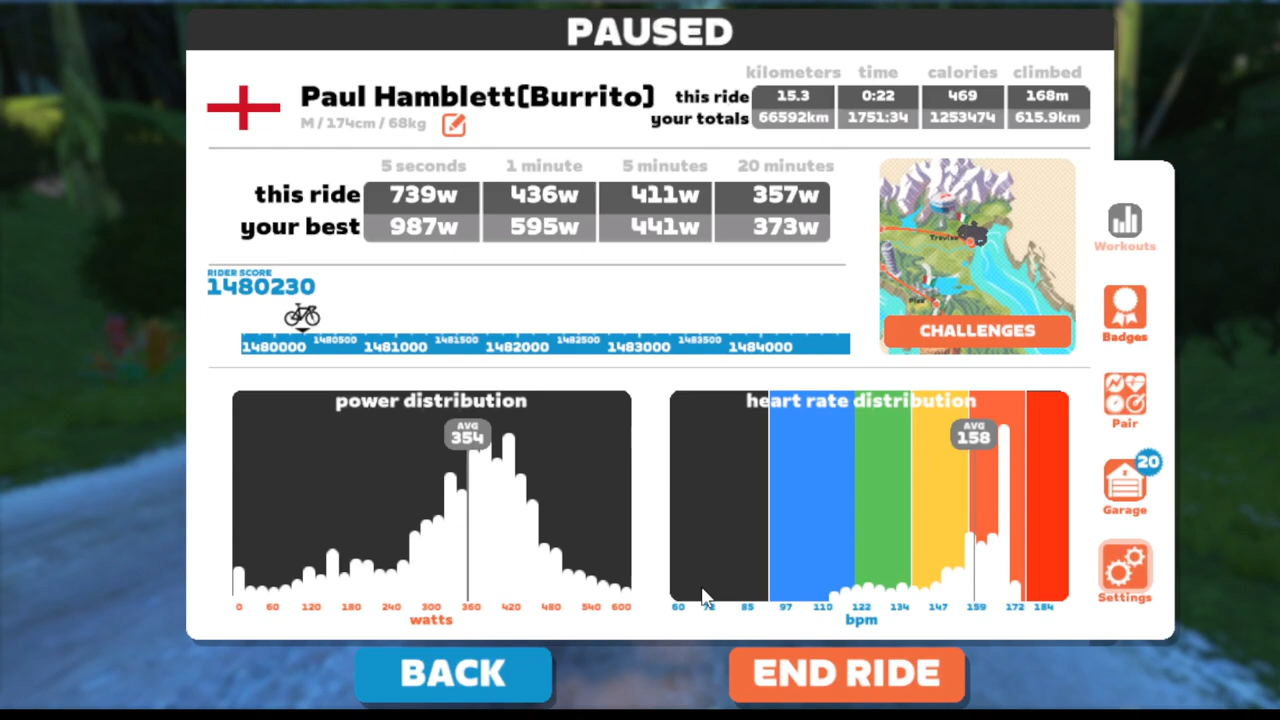 PAUSED
kilometers time calories climbed
Paul Hamblett[Burrito]
this ride 15.3 0:22 469 168m
M / 174cm / 68kg
your totals 66592km 1751:34 1253474 615.9km
5 seconds 1 minute 5 minutes 20 minutes
this ride 739w 436w 411w 357w
your best 987w 595w 441w 373w
RIDER SCORE
1480230
1480000 1480500 1481000 1481500 1482000 1482500 1483000 1483500 1484000
CHALLENGES
Workouts
Badges
Pair
20
Garage
Settings
power distribution
AVG
354
0 60 120 180 240 300 360 420 480 540 600
watts
heart rate distribution
AVG
158
60 72 85 97 110 122 134 147 159 172 184
bpm
BACK
END RIDE